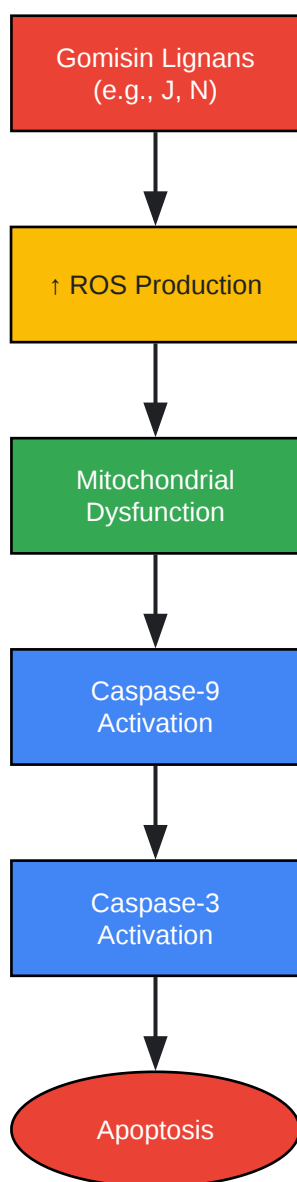 Gomisin Lignans
(e.g., J, N)
↑ ROS Production
Mitochondrial
Dysfunction
Caspase-9
Activation
Caspase-3
Activation
Apoptosis